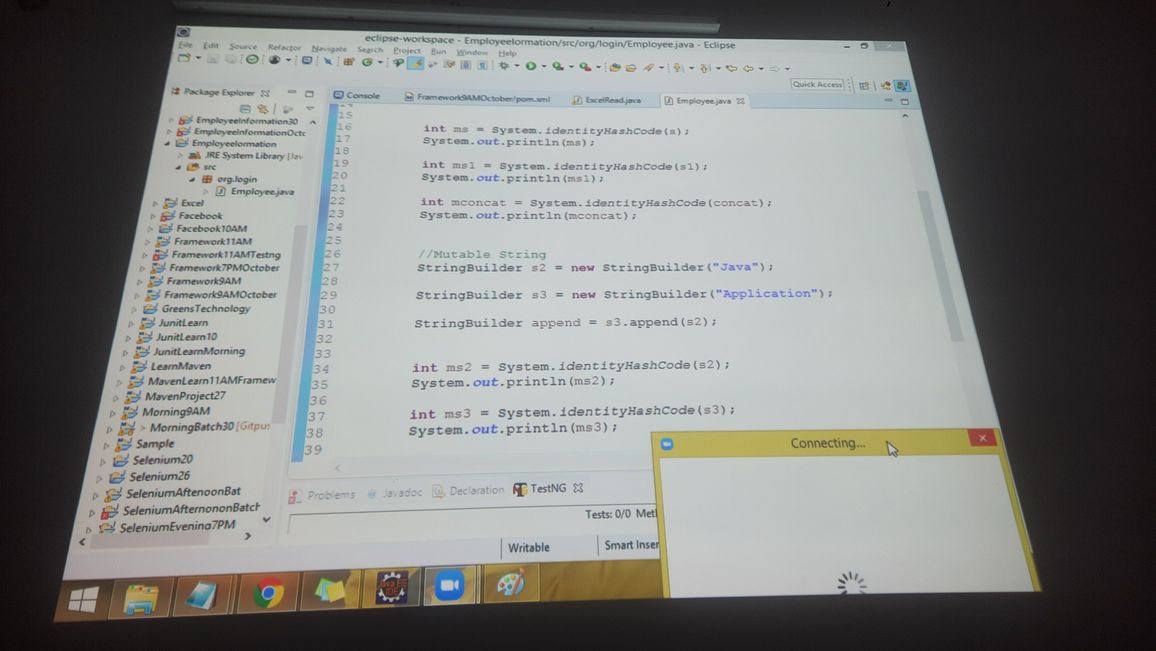 eclipse-workspace - EmployeeIormation/src/org/login/Employee.java - Eclipse
File Edit Source Refactor Navigate Search Project Run Window Help
Quick Access
Package Explorer
EmployeeInformation30
EmployeeInformationOctc
EmployeeIormation
JRE System Library [Jav
src
org.login
Employee.java
Excel
Facebook
Facebook10AM
Framework11AM
Framework11AMTestng
Framework7PMOctober
Framework9AM
Framework9AMOctober
GreensTechnology
JunitLearn
JunitLearn10
JunitLearnMorning
LearnMaven
MavenLearn11AMFramew
MavenProject27
Morning9AM
> MorningBatch30 [Gitpus
Sample
Selenium20
Selenium26
SeleniumAftenoonBat
SeleniumAfternononBatch
SeleniumEvening7PM
Console Framework9AMOctober/pom.xml ExcelRead.java Employee.java
15
16 int ms = System.identityHashCode(s);
17 System.out.println(ms);
18
19 int ms1 = System.identityHashCode(s1);
20 System.out.println(ms1);
21
22 int mconcat = System.identityHashCode(concat);
23 System.out.println(mconcat);
24
25
26 //Mutable String
27 StringBuilder s2 = new StringBuilder("Java");
28
29 StringBuilder s3 = new StringBuilder("Application");
30
31 StringBuilder append = s3.append(s2);
32
33
34 int ms2 = System.identityHashCode(s2);
35 System.out.println(ms2);
36
37 int ms3 = System.identityHashCode(s3);
38 System.out.println(ms3);
39
Problems @ Javadoc Declaration TestNG
Tests: 0/0
Writable Smart Inser
Connecting...
Java EE
IDE